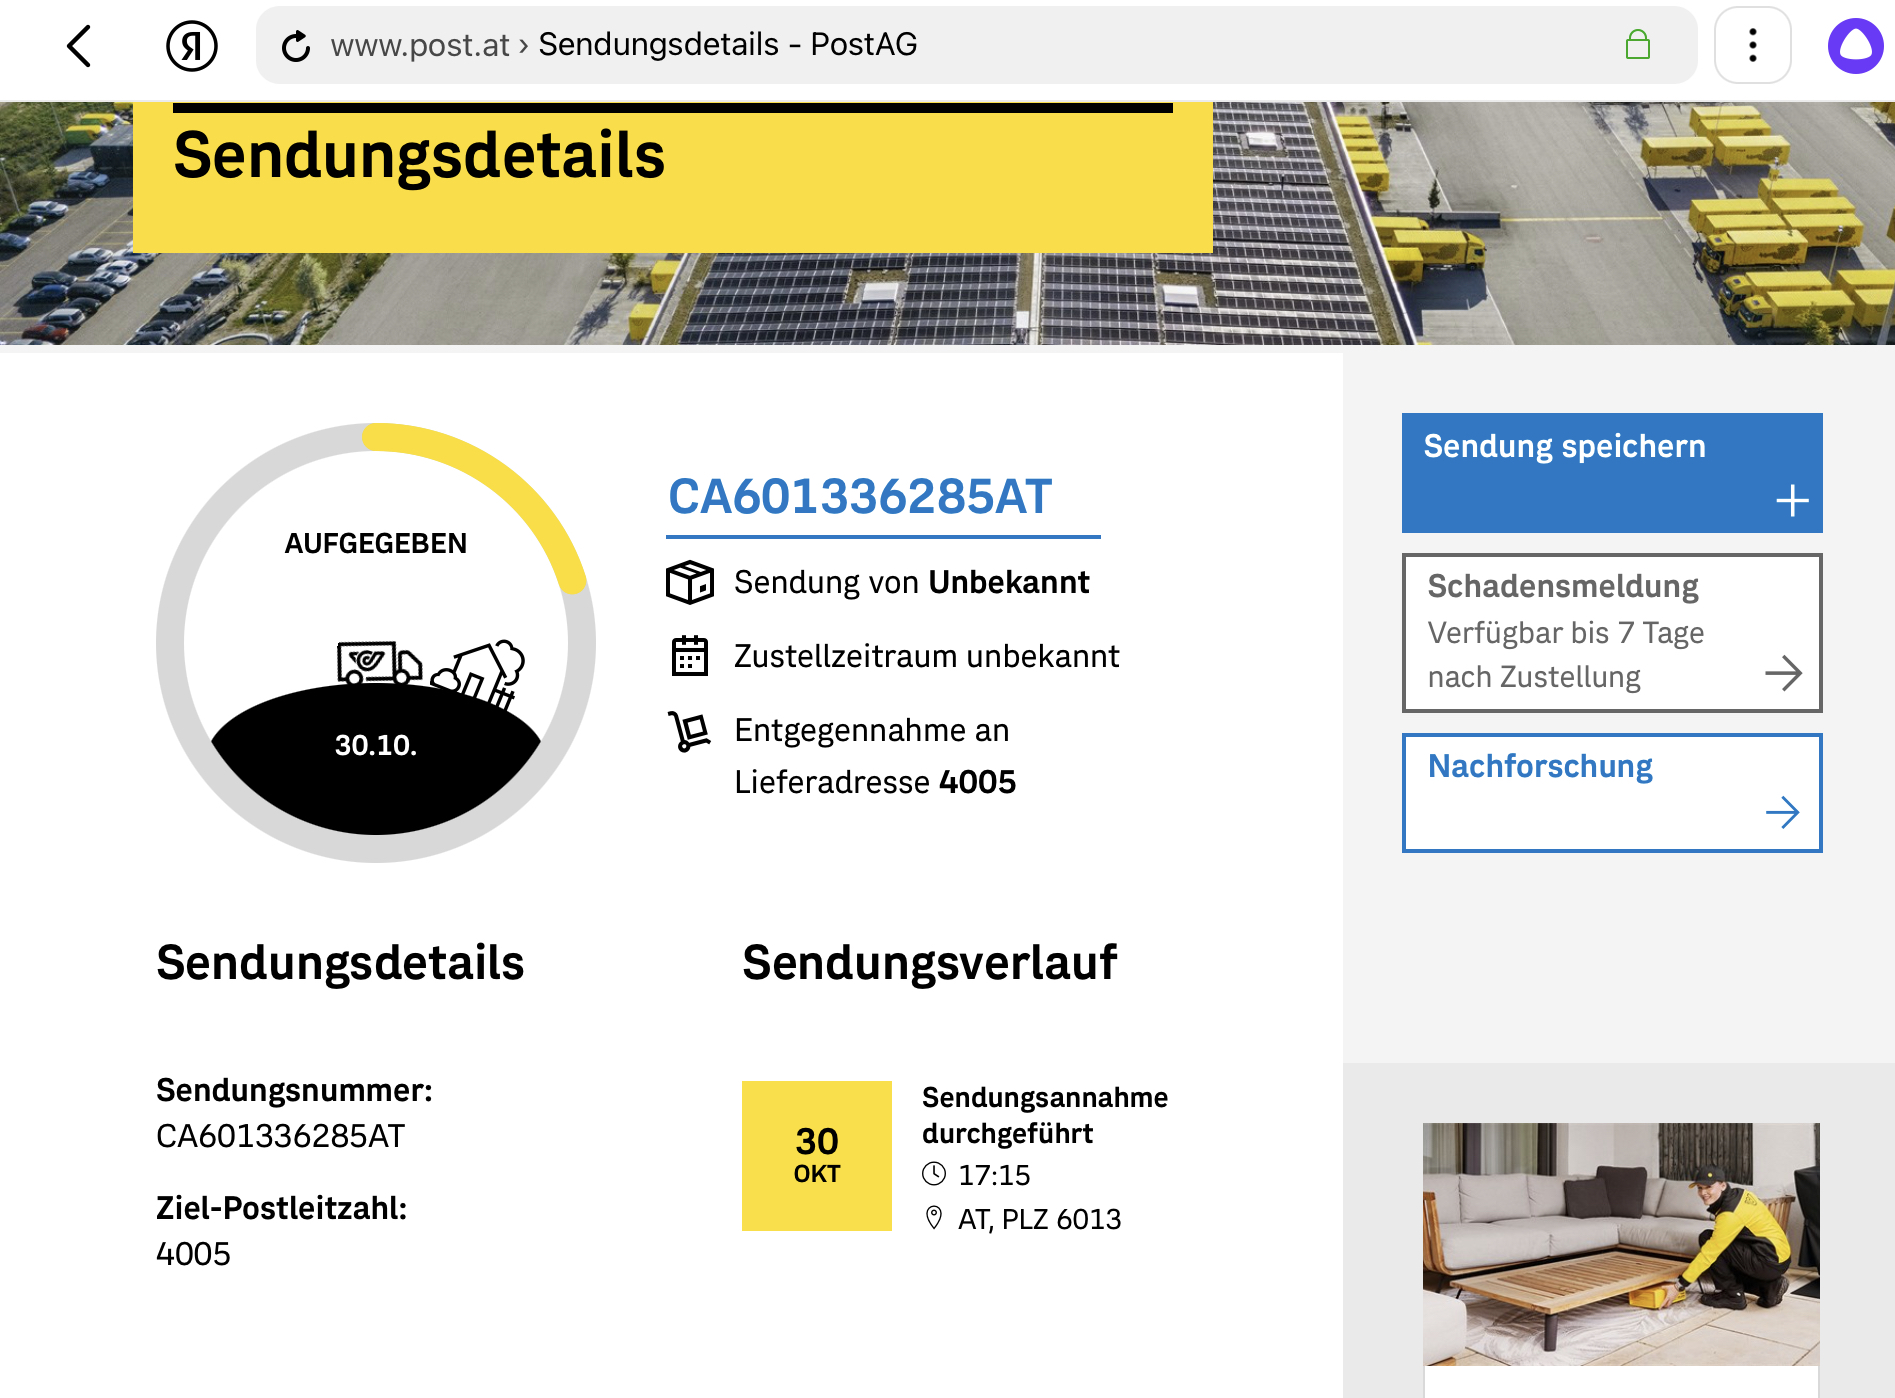 www.post.at › Sendungsdetails - PostAG
Sendungsdetails
AUFGEGEBEN
30.10.
CA601336285AT
Sendung von Unbekannt
Zustellzeitraum unbekannt
Entgegennahme an
Lieferadresse 4005
Sendung speichern
Schadensmeldung
Verfügbar bis 7 Tage
nach Zustellung
Nachforschung
Sendungsdetails
Sendungsnummer:
CA601336285AT
Ziel-Postleitzahl:
4005
Sendungsverlauf
30
OKT
Sendungsannahme
durchgeführt
17:15
AT, PLZ 6013